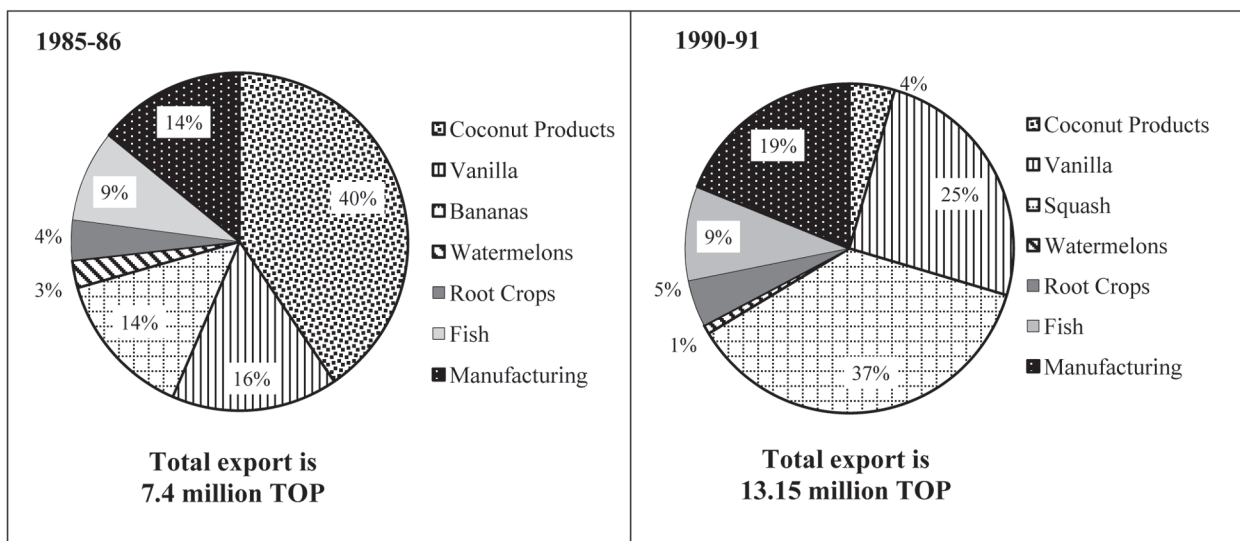 1985-86
14%
9%
4%
3%
14%
16%
40%
Coconut Products
Vanilla
Bananas
Watermelons
Root Crops
Fish
Manufacturing
Total export is
7.4 million TOP
1990-91
4%
19%
25%
9%
5%
1%
37%
Coconut Products
Vanilla
Squash
Watermelons
Root Crops
Fish
Manufacturing
Total export is
13.15 million TOP